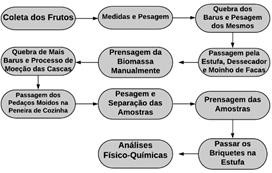 Coleta dos Frutos
Medidas e Pesagem
Quebra dos
Barus e Pesagem
dos Mesmos
Passagem pela
Estufa, Dessecador
e Moinho de Facas
Prensagem da
Biomassa
Manualmente
Quebra de Mais
Barus e Processo de
Moeção das Cascas
Passagem dos
Pedaços Moidos na
Peneira de Cozinha
Pesagem e
Separação das
Amostras
Prensagem das
Amostras
Passar os
Briquetes na
Estufa
Análises
Físico-Químicas